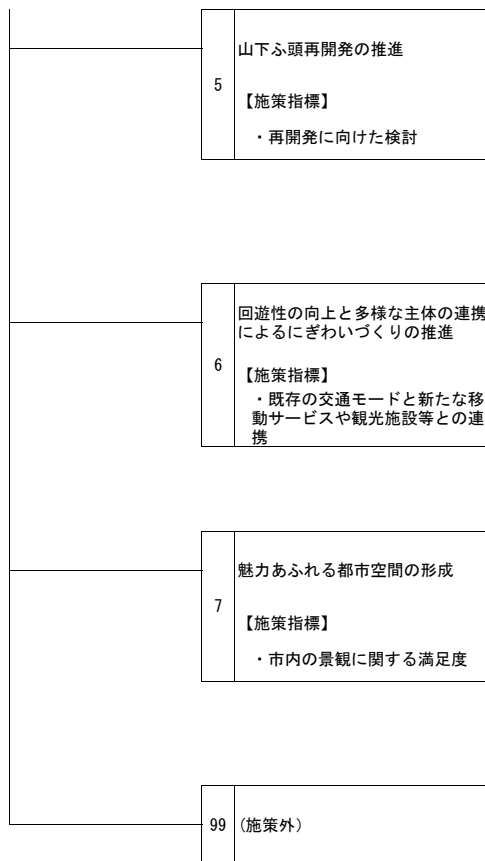 山下ふ頭再開発の推進
5
【施策指標】
・再開発に向けた検討
回遊性の向上と多様な主体の連携
によるにぎわいづくりの推進
6
【施策指標】
・既存の交通モードと新たな移
動サービスや観光施設等との連
携
魅力あふれる都市空間の形成
7
【施策指標】
・市内の景観に関する満足度
99 (施策外)